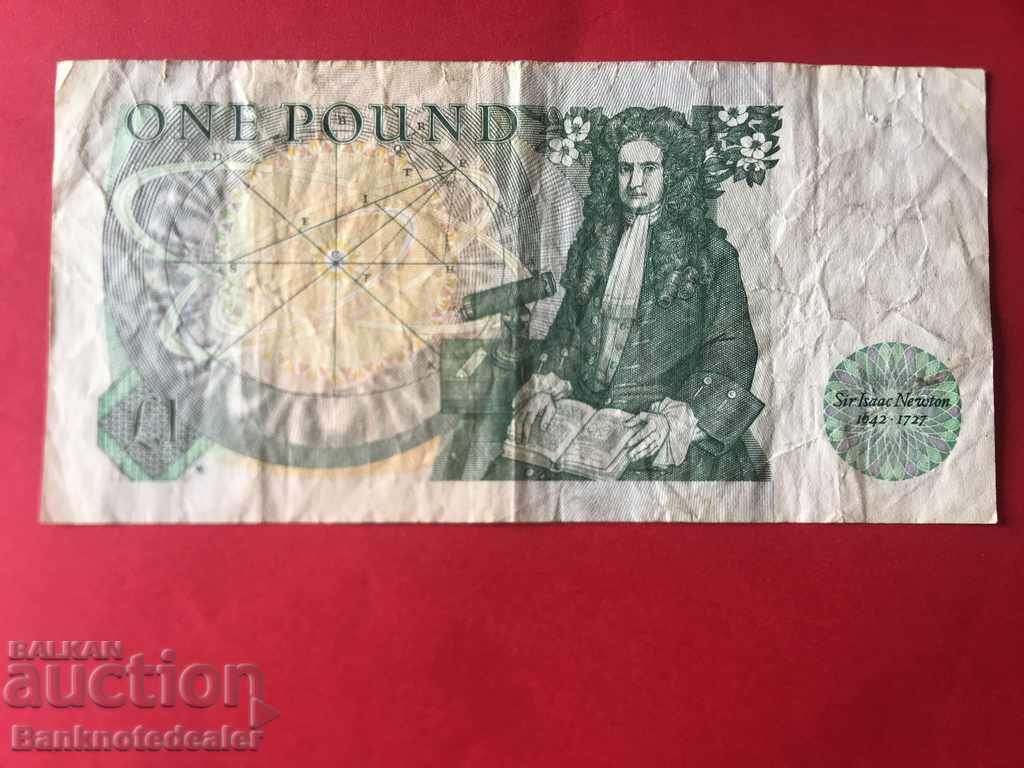 ONE POUND
£1
Sir Isaac Newton
1642 · 1727
BALKAN
auction
Banknotedealer